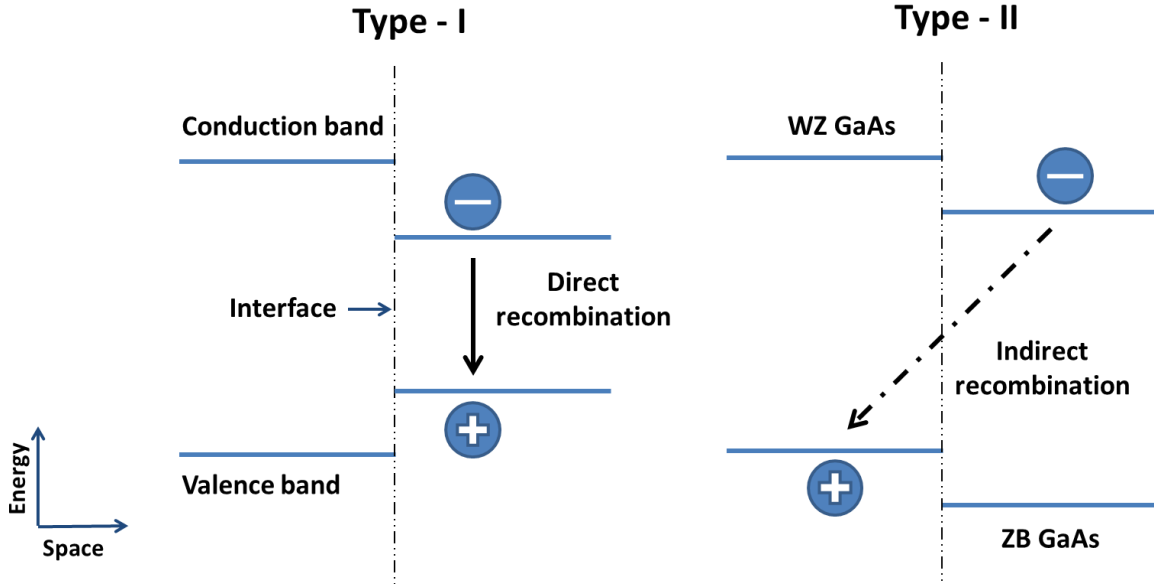 Type - I
Type - II
Conduction band
WZ GaAs
Interface
Direct
recombination
Indirect
recombination
Valence band
ZB GaAs
Energy
Space